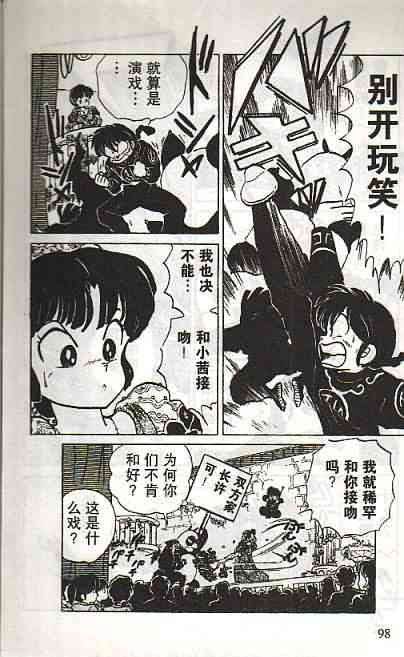 别开玩笑！
就算是
演戏…
…
我也决
不能…
和小茜接
吻！
我就稀罕
和你接吻
吗？
双方家
长许
可！
为何你
们不肯
和好？
这是什
么戏？
98